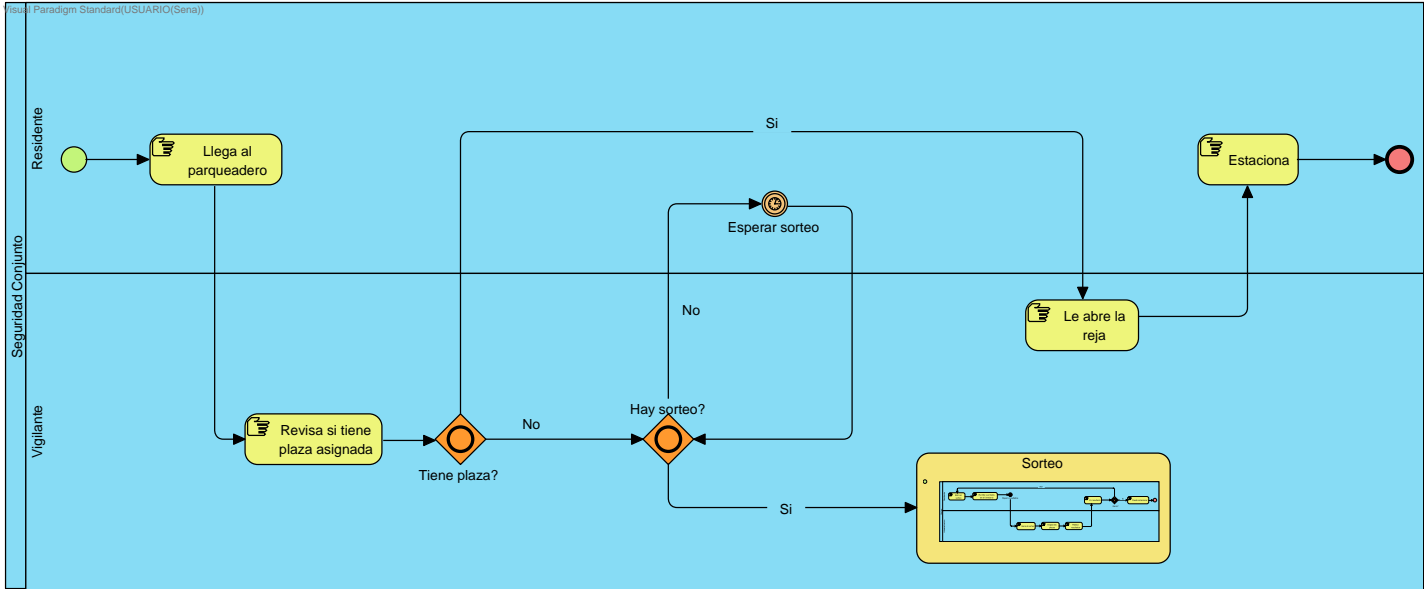 Visual Paradigm Standard(USUARIO(Sena))
Seguridad Conjunto
Residente
Llega al
parqueadero
Si
Esperar sorteo
Estaciona
Vigilante
No
Le abre la
reja
Revisa si tiene
plaza asignada
Tiene plaza?
No
Hay sorteo?
Si
Sorteo